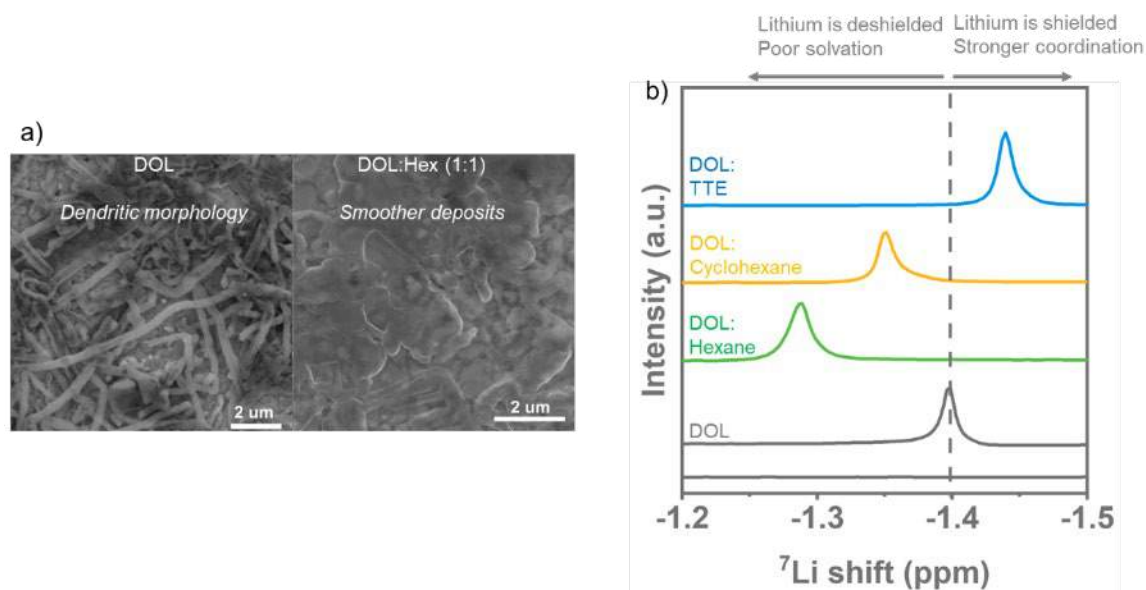 a)
DOL
Dendritic morphology
2 um
DOL:Hex (1:1)
Smoother deposits
2 um
Lithium is deshielded
Poor solvation
Lithium is shielded
Stronger coordination
b)
Intensity (a.u.)
DOL:
TTE
DOL:
Cyclohexane
DOL:
Hexane
DOL
-1.2 -1.3 -1.4 -1.5
⁷Li shift (ppm)